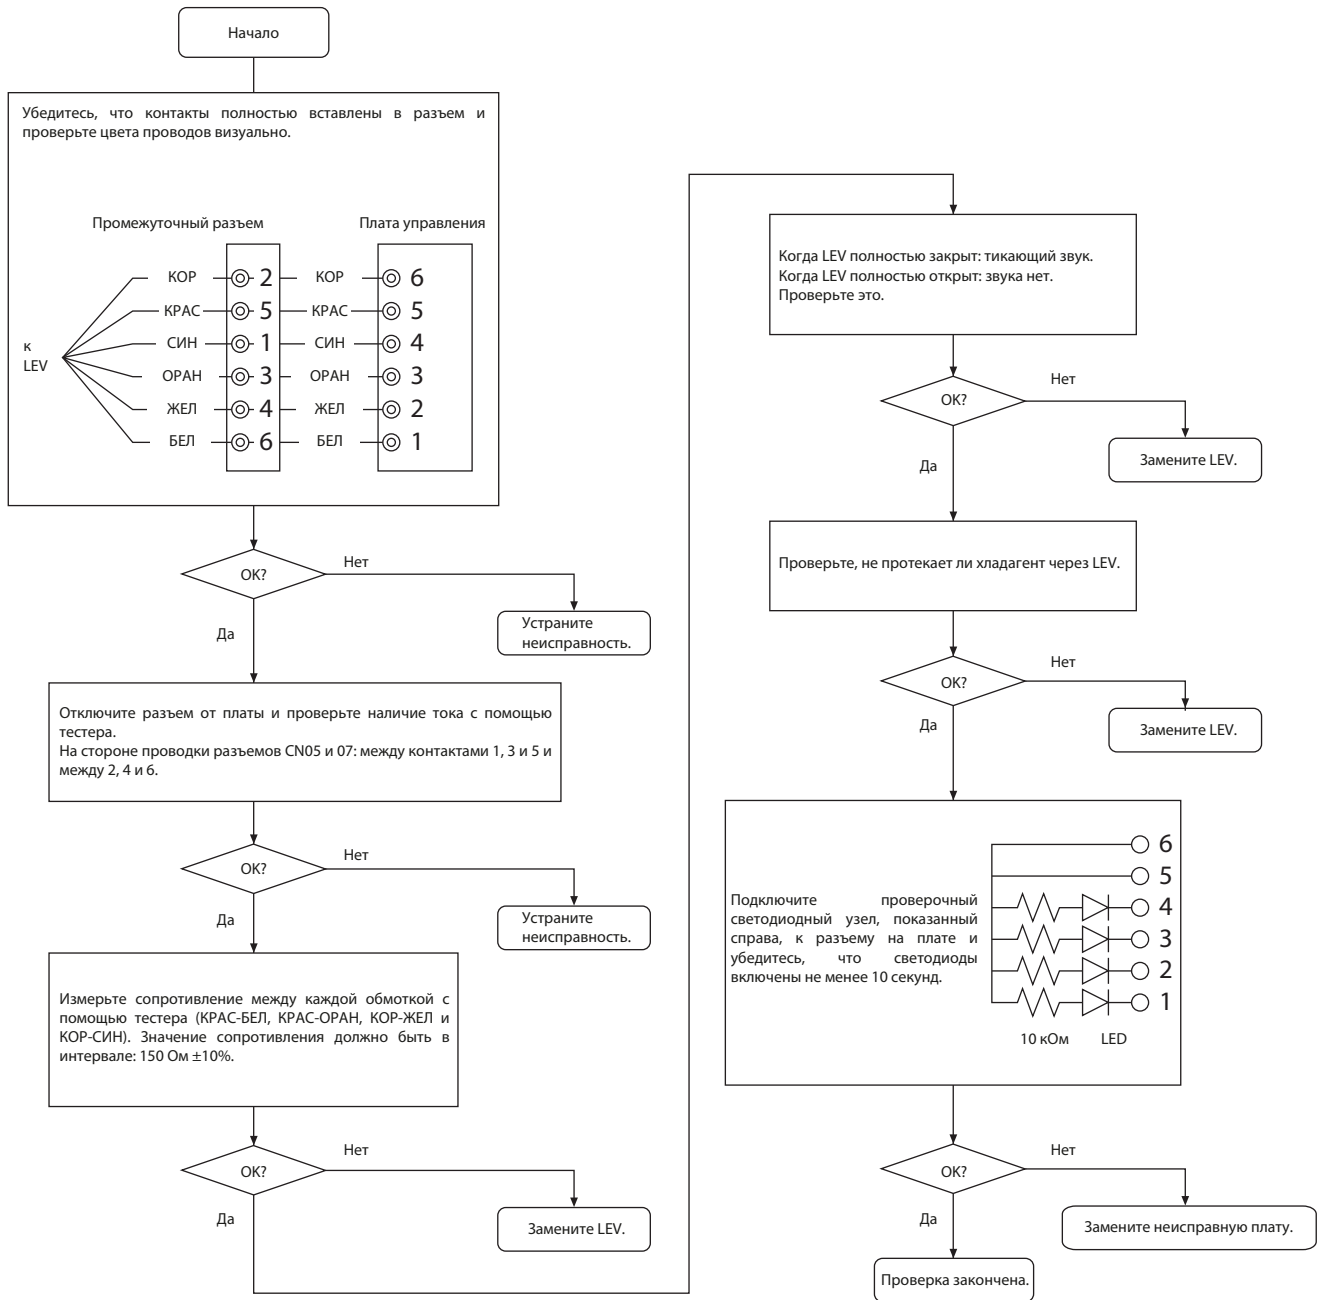 Начало
Убедитесь, что контакты полностью вставлены в разъем и
проверьте цвета проводов визуально.
Промежуточный разъем
Плата управления
КОР 2 КОР 6
КРАС 5 КРАС 5
СИН 1 СИН 4
ОРАН 3 ОРАН 3
ЖЕЛ 4 ЖЕЛ 2
БЕЛ 6 БЕЛ 1
к
LEV
OK?
Нет
Да
Устраните
неисправность.
Отключите разъем от платы и проверьте наличие тока с помощью
тестера.
На стороне проводки разъемов CN05 и 07: между контактами 1, 3 и 5 и
между 2, 4 и 6.
OK?
Нет
Да
Устраните
неисправность.
Измерьте сопротивление между каждой обмоткой с
помощью тестера (КРАС-БЕЛ, КРАС-ОРАН, КОР-ЖЕЛ и
КОР-СИН). Значение сопротивления должно быть в
интервале: 150 Ом ±10%.
OK?
Нет
Да
Замените LEV.
Когда LEV полностью закрыт: тикающий звук.
Когда LEV полностью открыт: звука нет.
Проверьте это.
OK?
Нет
Да
Замените LEV.
Проверьте, не протекает ли хладагент через LEV.
OK?
Нет
Да
Замените LEV.
Подключите проверочный
светодиодный узел, показанный
справа, к разъему на плате и
убедитесь, что светодиоды
включены не менее 10 секунд.
6
5
4
3
2
1
10 кОм
LED
OK?
Нет
Да
Замените неисправную плату.
Проверка закончена.